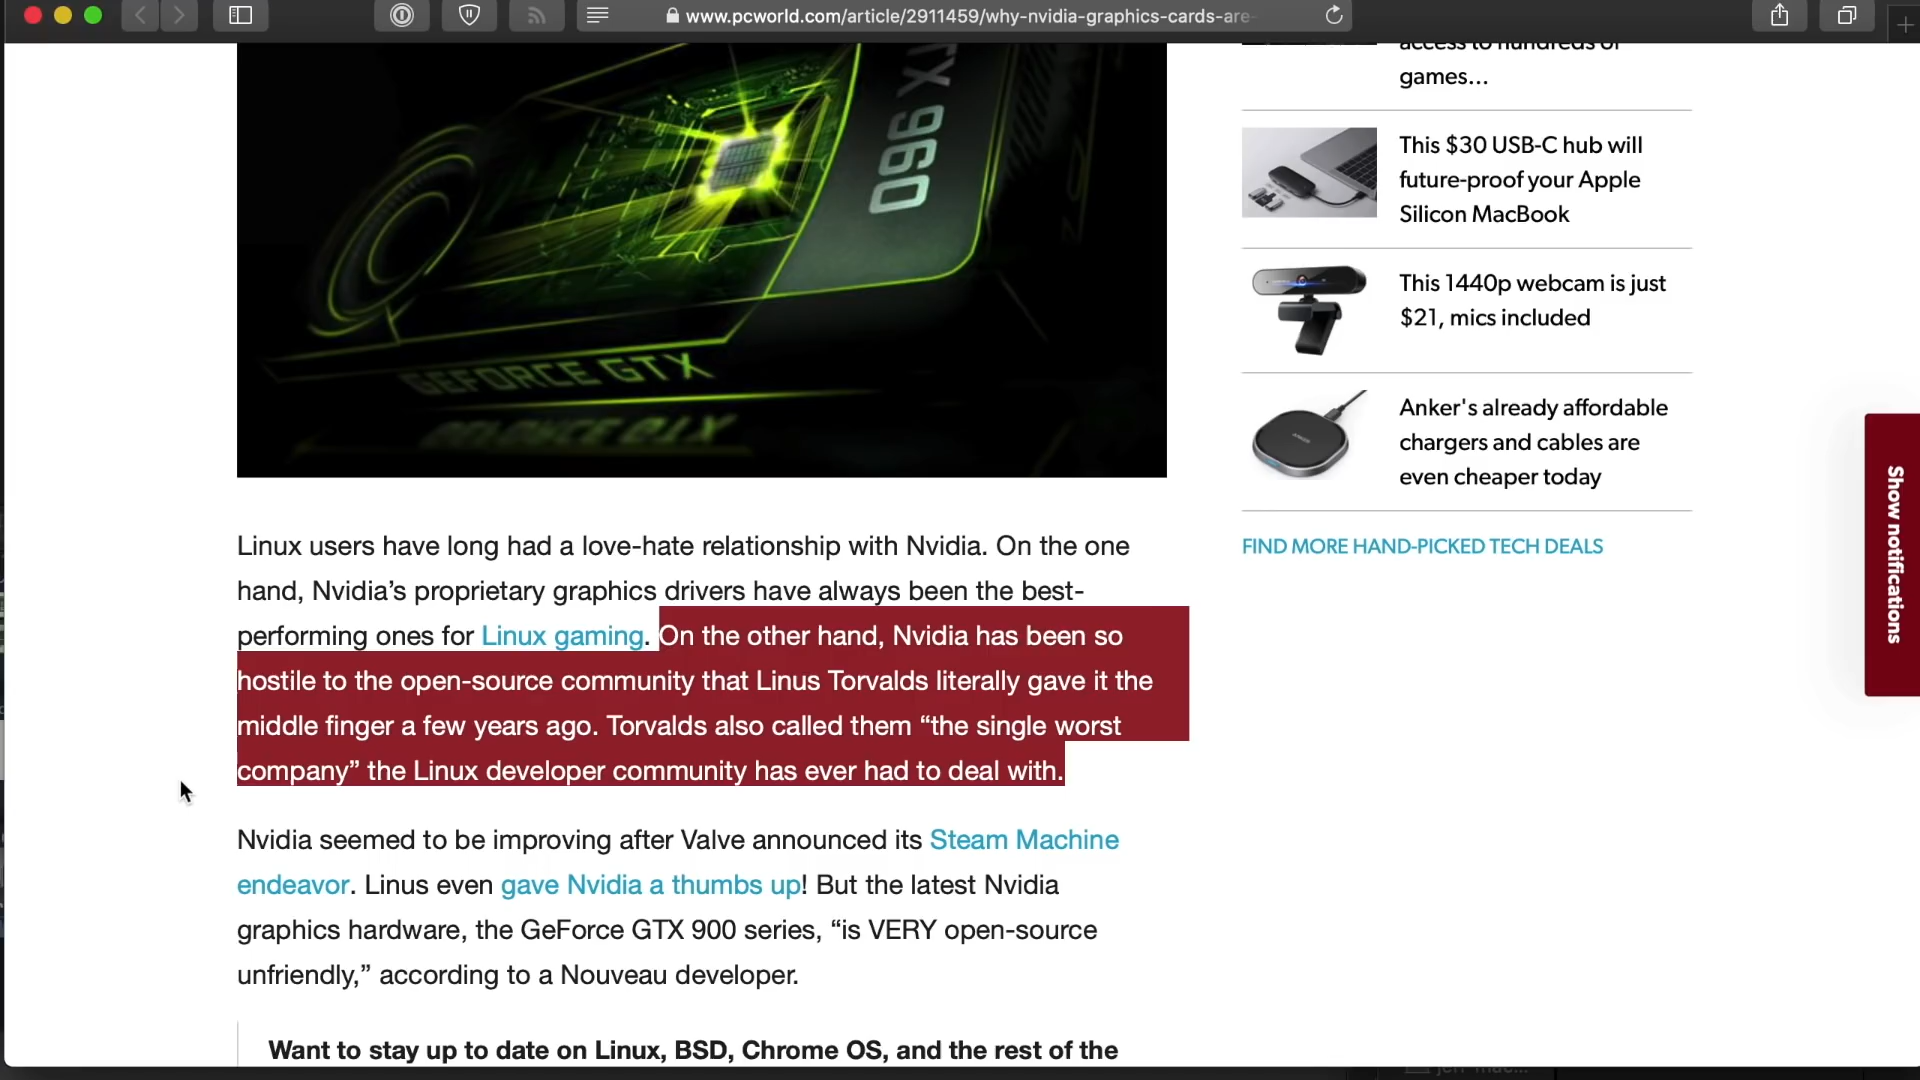 www.pcworld.com/article/2911459/why-nvidia-graphics-cards-are-
GTX 960
GEFORCE GTX
access to hundreds of
games...
This $30 USB-C hub will
future-proof your Apple
Silicon MacBook
This 1440p webcam is just
$21, mics included
Anker's already affordable
chargers and cables are
even cheaper today
FIND MORE HAND-PICKED TECH DEALS
Show notifications
Linux users have long had a love-hate relationship with Nvidia. On the one
hand, Nvidia’s proprietary graphics drivers have always been the best-
performing ones for Linux gaming. On the other hand, Nvidia has been so
hostile to the open-source community that Linus Torvalds literally gave it the
middle finger a few years ago. Torvalds also called them “the single worst
company” the Linux developer community has ever had to deal with.
Nvidia seemed to be improving after Valve announced its Steam Machine
endeavor. Linus even gave Nvidia a thumbs up! But the latest Nvidia
graphics hardware, the GeForce GTX 900 series, “is VERY open-source
unfriendly,” according to a Nouveau developer.
Want to stay up to date on Linux, BSD, Chrome OS, and the rest of the